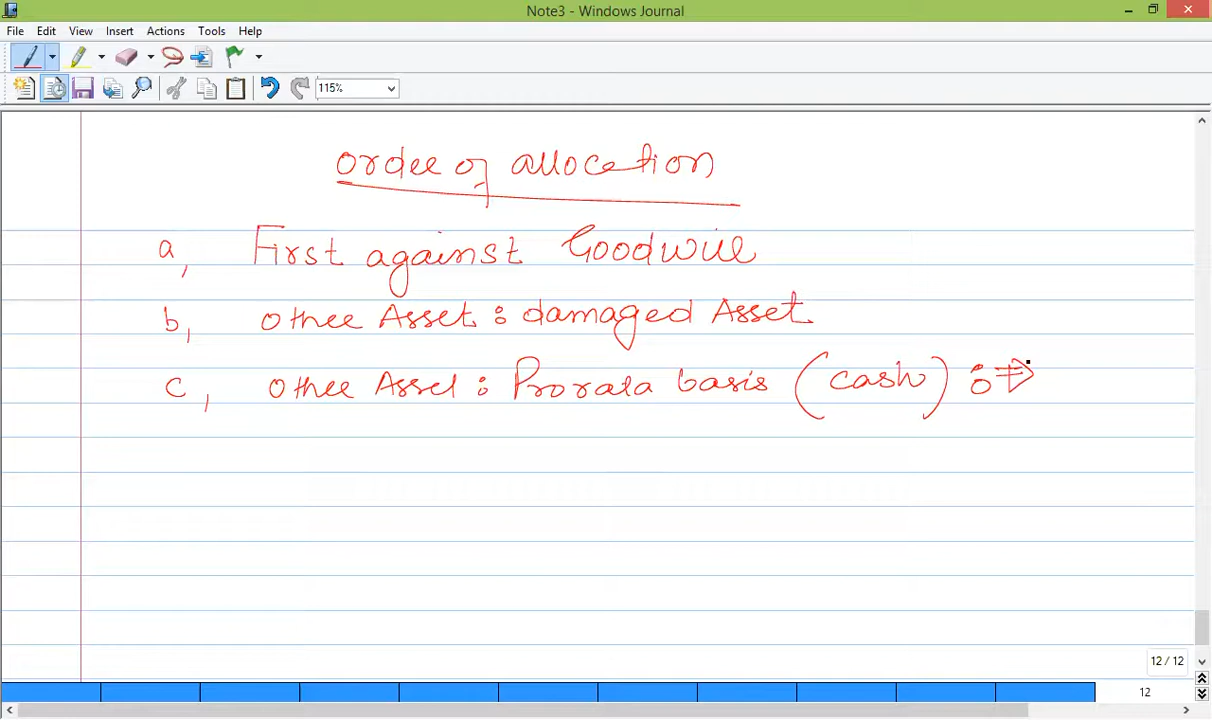 Note3 - Windows Journal
File Edit View Insert Actions Tools Help
115%
order of allocation
a, First against Goodwill
b, Other Asset : damaged Asset
c, Other Asset : Prorata basis (cash) :⇒
12 / 12
12